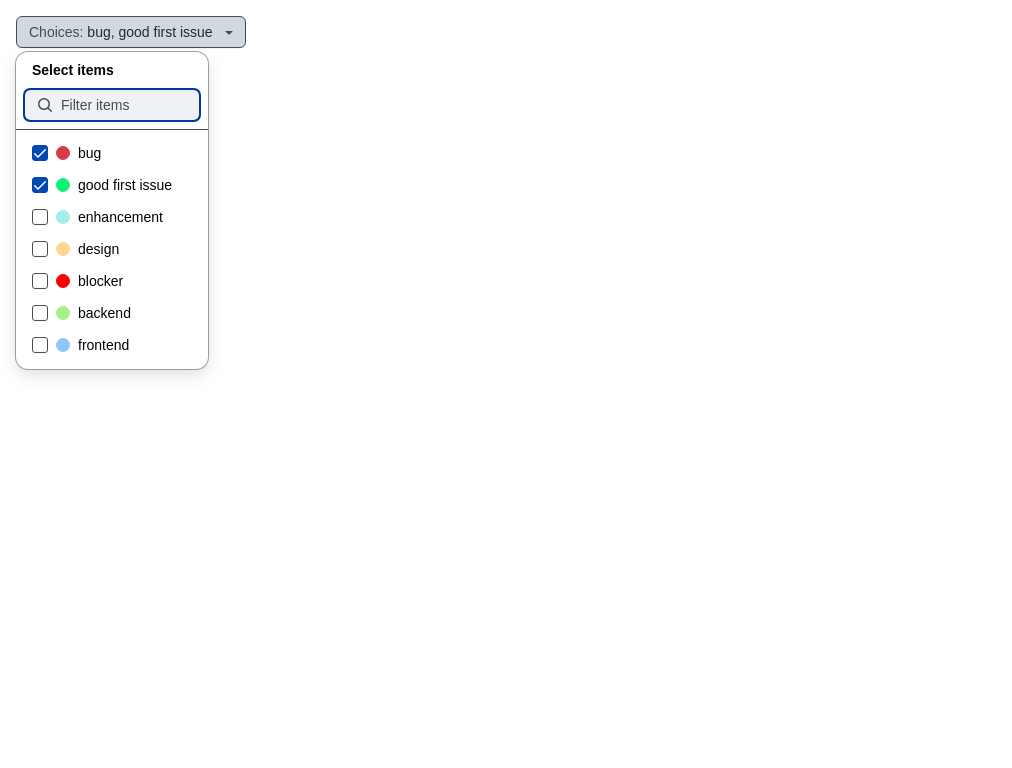 Choices: bug, good first issue
Select items
Filter items
bug
good first issue
enhancement
design
blocker
backend
frontend